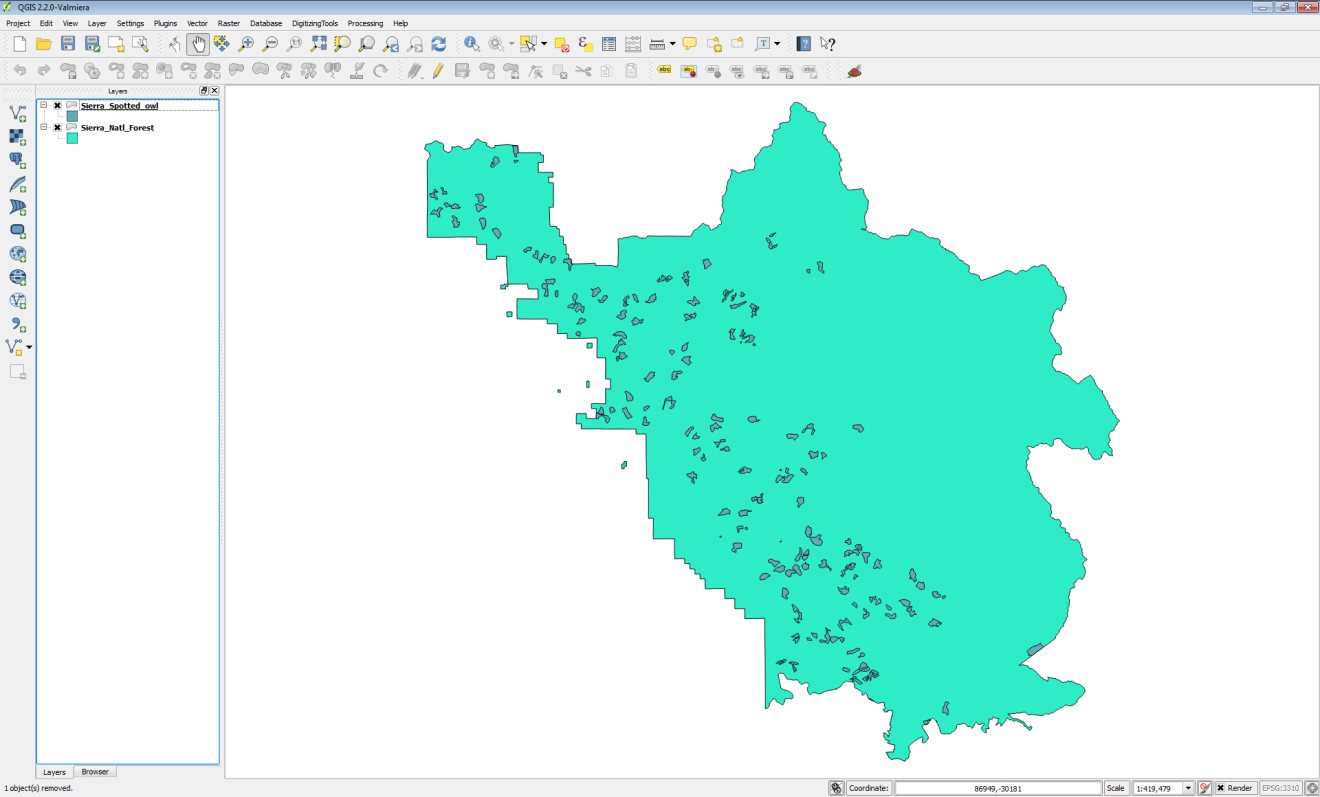 QGIS 2.2.0-Valmiera
Project Edit View Layer Settings Plugins Vector Raster Database DigitizingTools Processing Help
Layers
Sierra_Spotted_owl
Sierra_Natl_Forest
Layers Browser
1 object(s) removed.
Coordinate: 86949,-30181 Scale 1:419,479 Render EPSG:3310